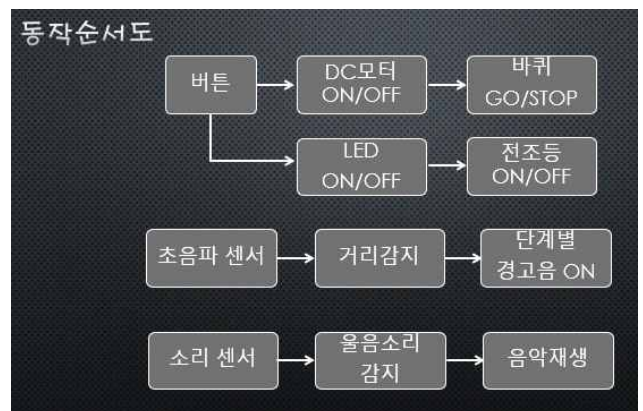 동작순서도
버튼
DC모터
ON/OFF
바퀴
GO/STOP
LED
ON/OFF
전조등
ON/OFF
초음파 센서
거리감지
단계별
경고음 ON
소리 센서
울음소리
감지
음악재생